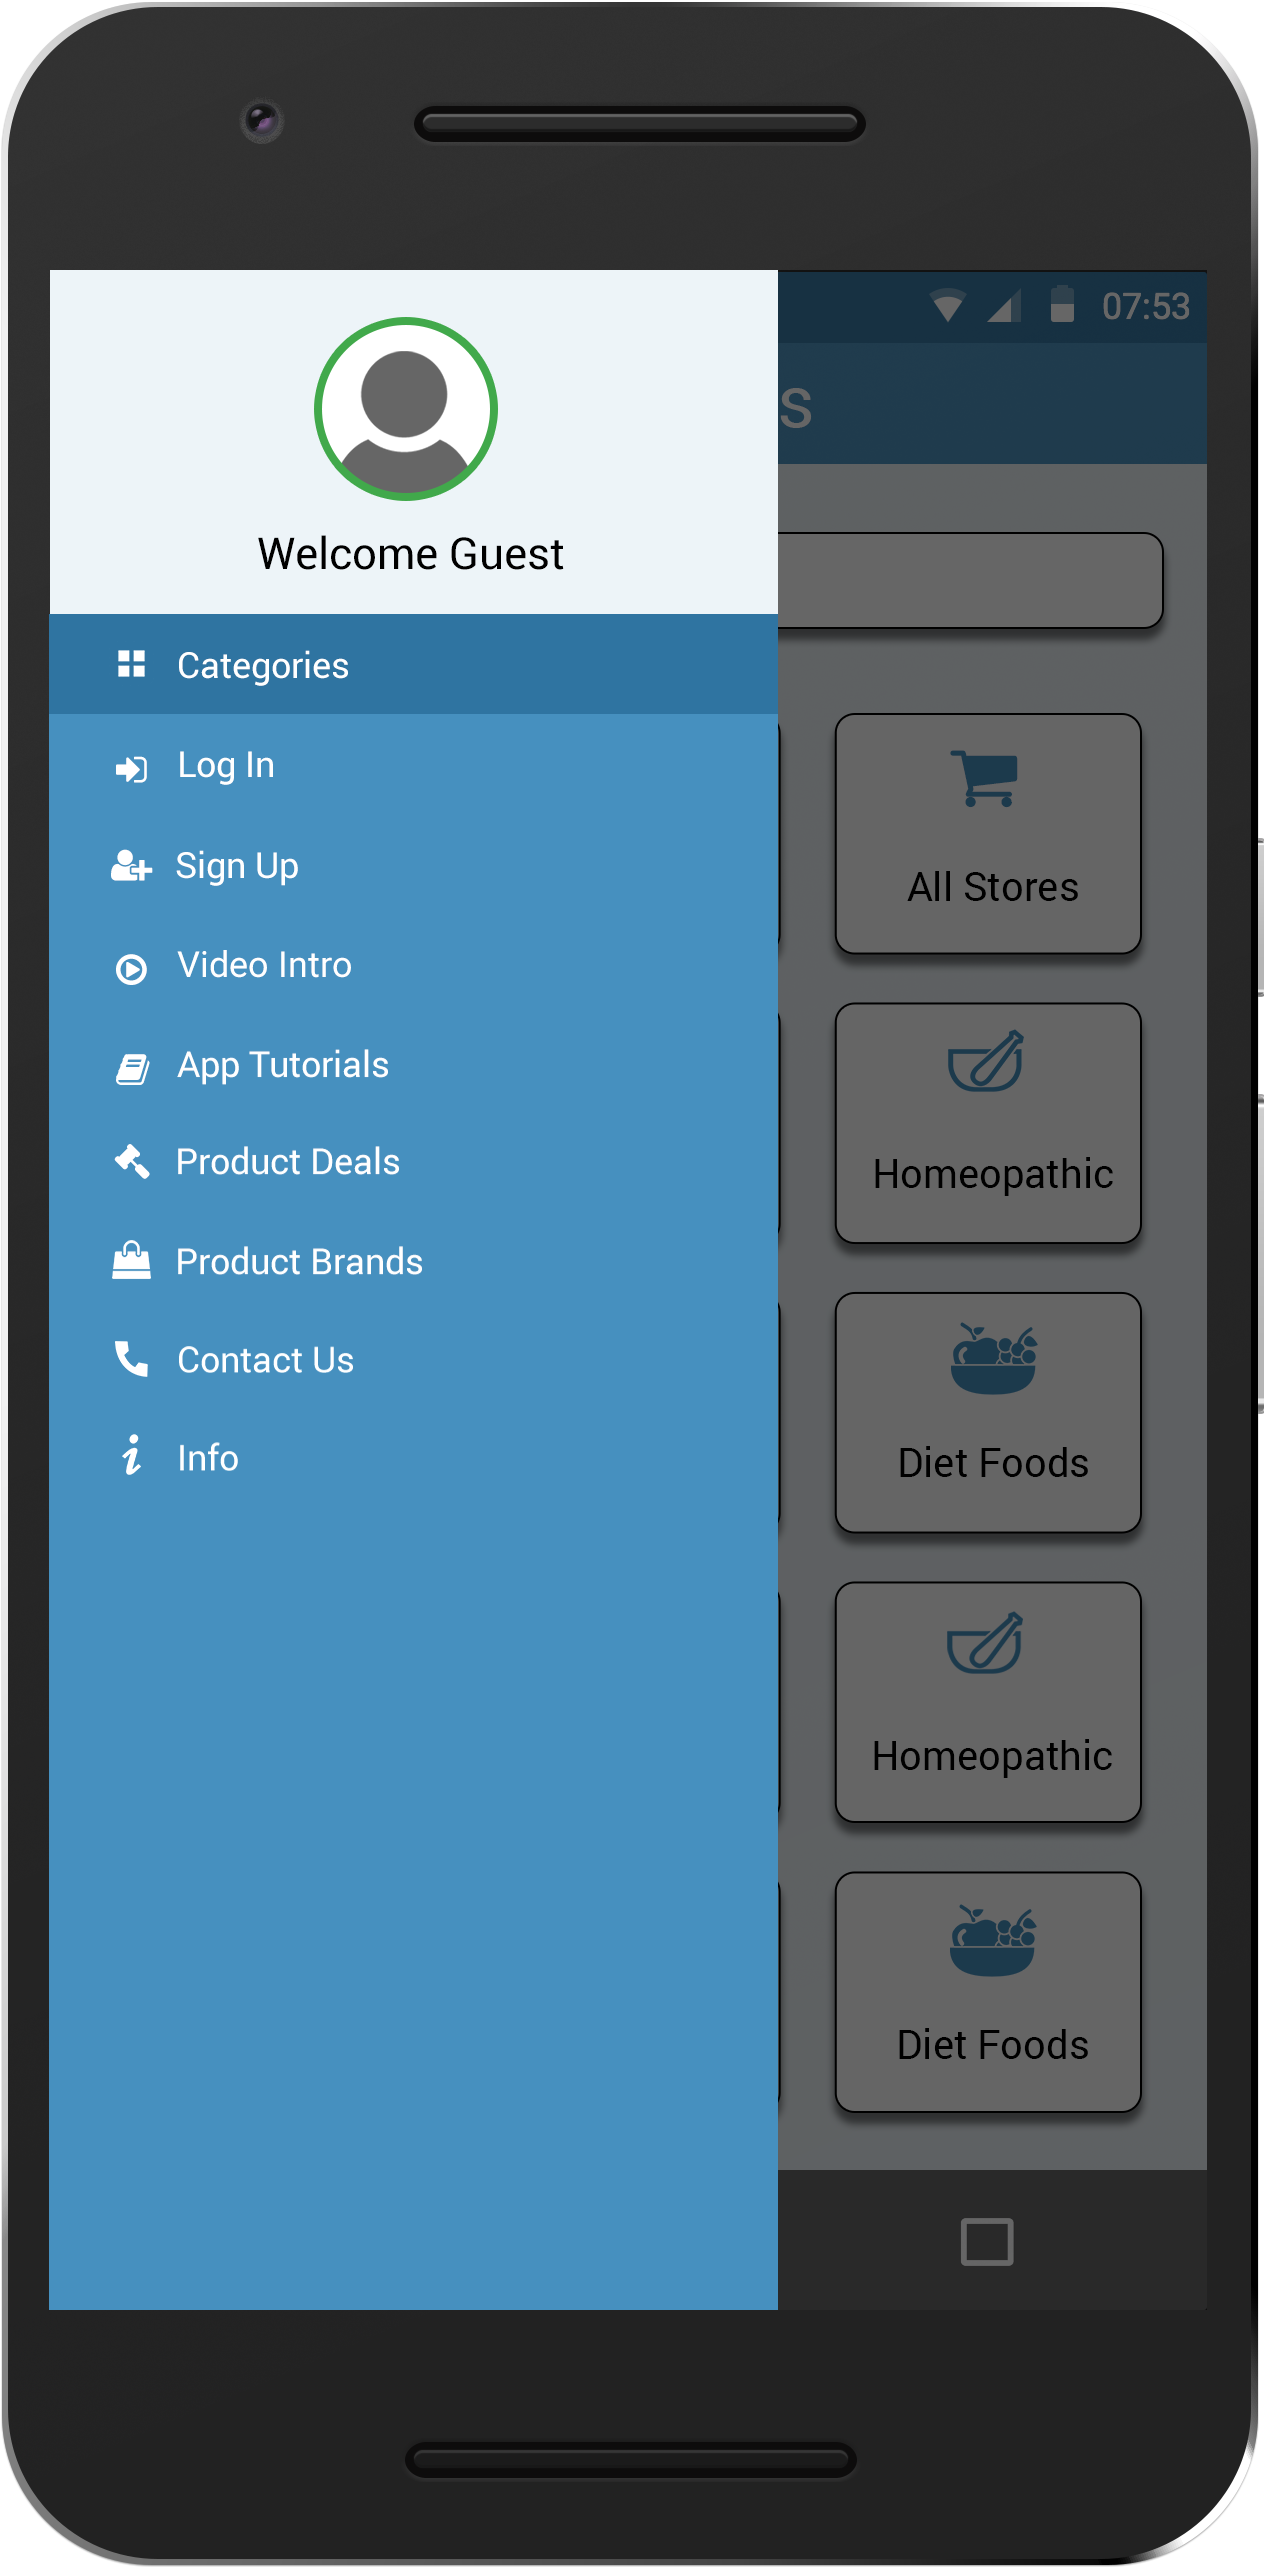 07:53
s
Welcome Guest
Categories
Log In
Sign Up
Video Intro
App Tutorials
Product Deals
Product Brands
Contact Us
Info
All Stores
Homeopathic
Diet Foods
Homeopathic
Diet Foods